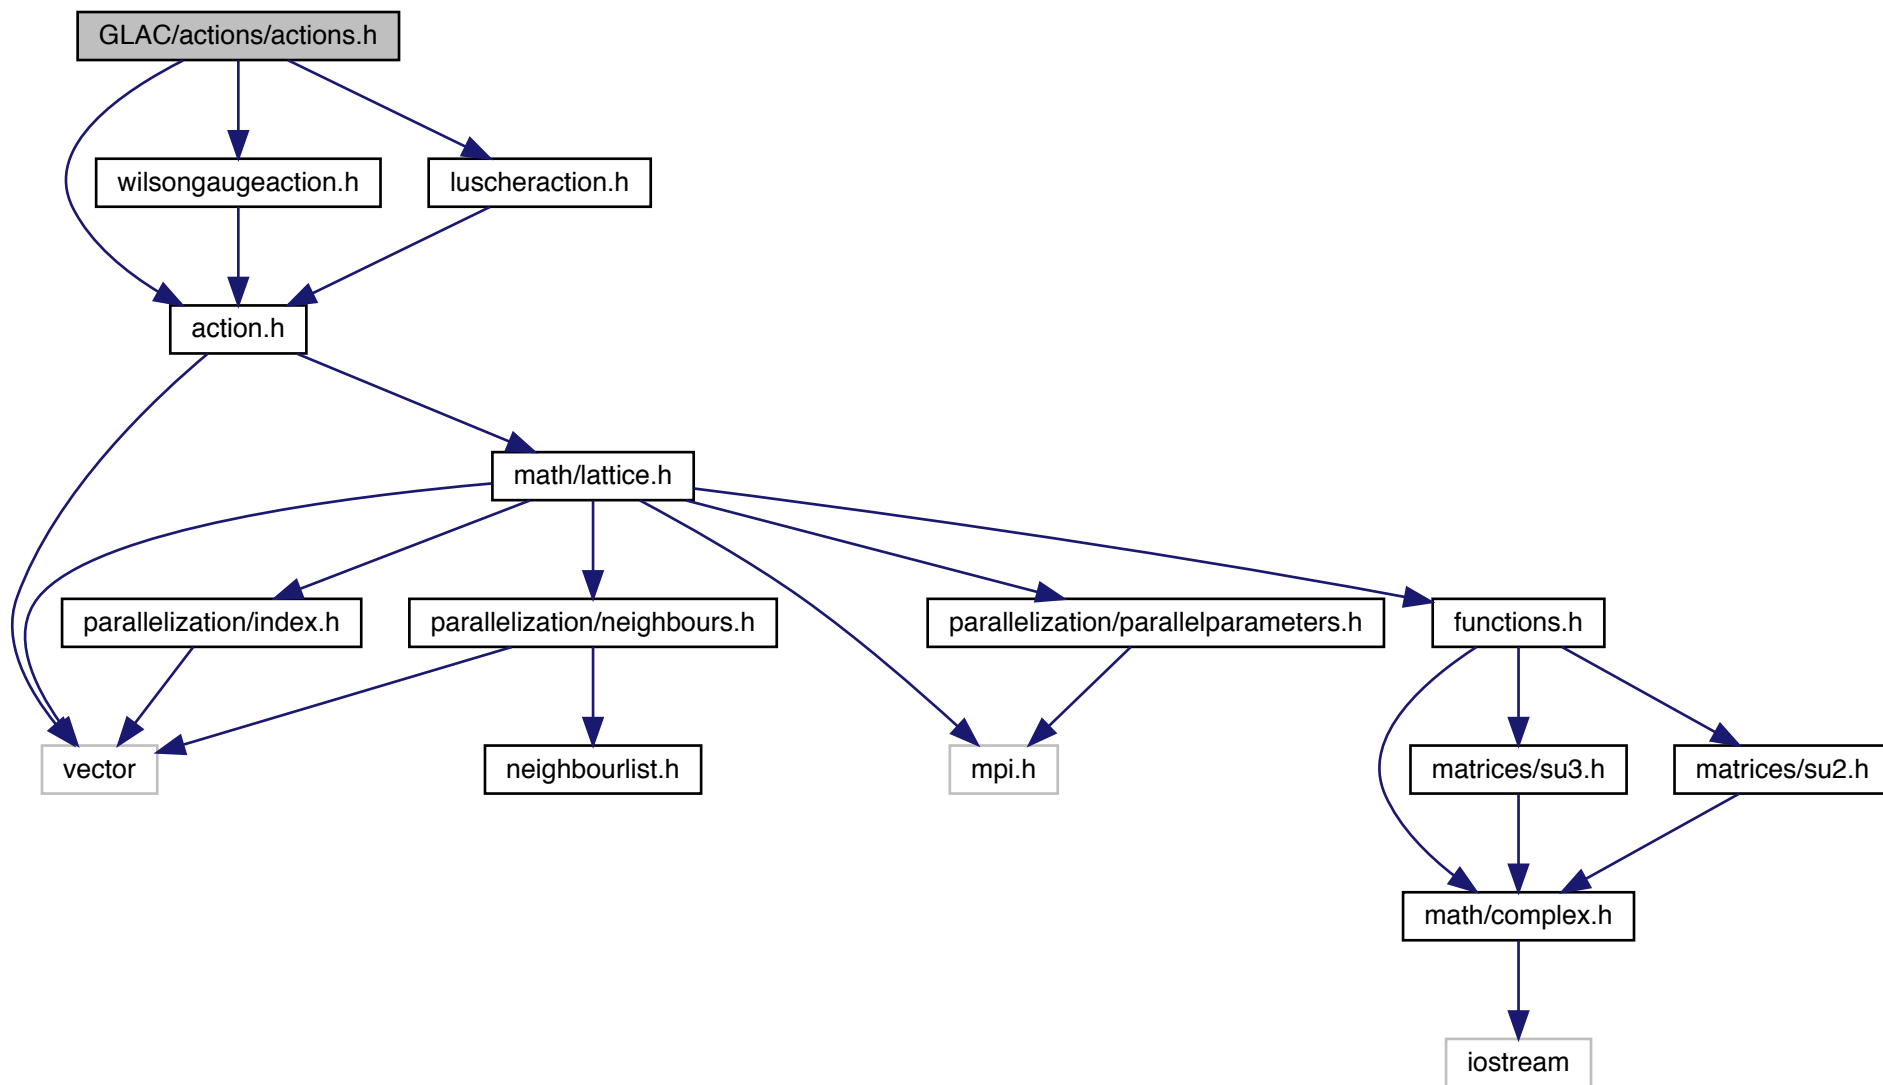 GLAC/actions/actions.h
wilsongaugeaction.h
luscheraction.h
action.h
math/lattice.h
parallelization/index.h
parallelization/neighbours.h
parallelization/parallelparameters.h
functions.h
vector
neighbourlist.h
mpi.h
matrices/su3.h
matrices/su2.h
math/complex.h
iostream